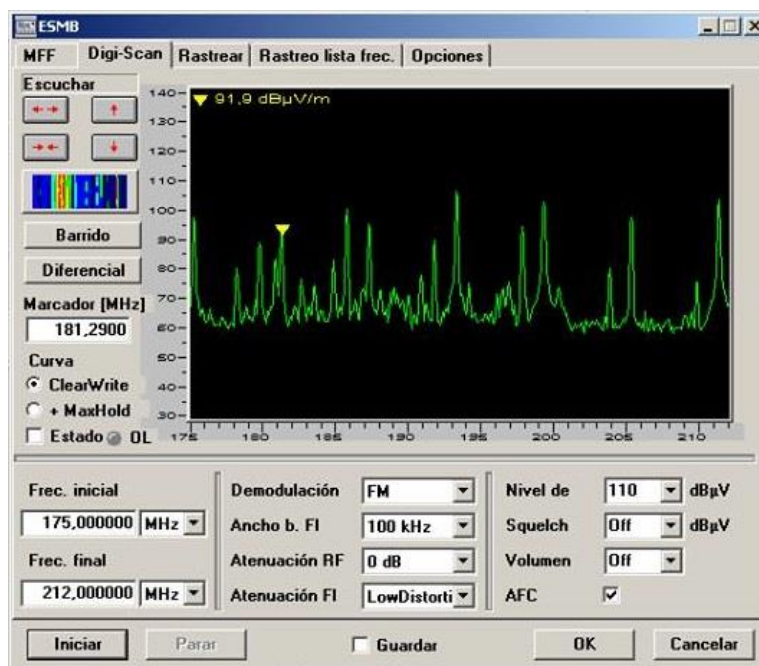 ESMB
MFF Digi-Scan Rastrear Rastreo lista frec. Opciones
Escuchar
91,9 dBµV/m
140
130
120
110
100
90
80
70
60
50
40
30
175 180 185 190 195 200 205 210
Barrido
Diferencial
Marcador [MHz]
181,2900
Curva
ClearWrite
+ MaxHold
Estado OL
Frec. inicial
175,000000 MHz
Frec. final
212,000000 MHz
Demodulación FM
Ancho b. FI 100 kHz
Atenuación RF 0 dB
Atenuación FI LowDistorti
Nivel de 110 dBµV
Squelch Off dBµV
Volumen Off
AFC
Iniciar Parar Guardar OK Cancelar